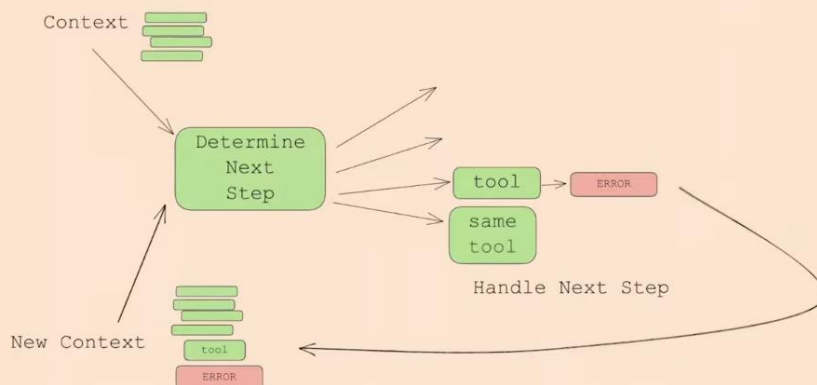 Context
Determine
Next
Step
tool
ERROR
same
tool
Handle Next Step
New Context
tool
ERROR